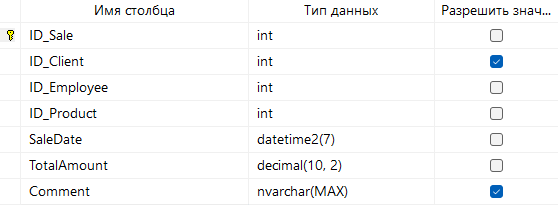 Имя столбца Тип данных Разрешить знач...
ID_Sale int
ID_Client int
ID_Employee int
ID_Product int
SaleDate datetime2(7)
TotalAmount decimal(10, 2)
Comment nvarchar(MAX)